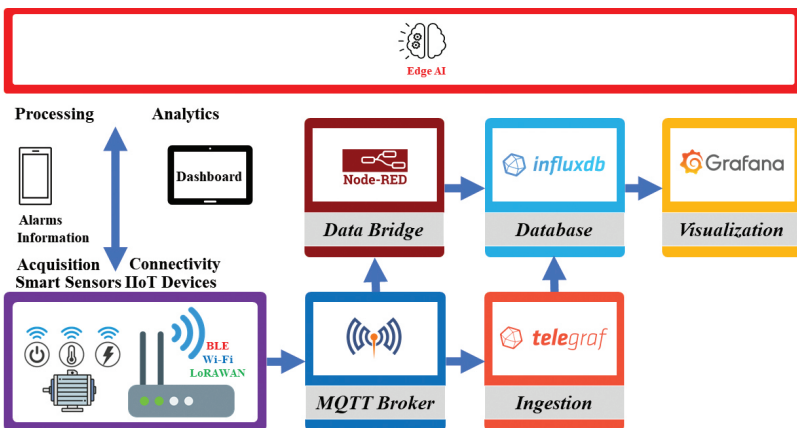 Edge AI
Processing
Analytics
Dashboard
Alarms
Information
Acquisition
Connectivity
Smart Sensors IIoT Devices
BLE
Wi-Fi
LoRAWAN
Node-RED
Data Bridge
influxdb
Database
Grafana
Visualization
MQTT Broker
telegraf
Ingestion